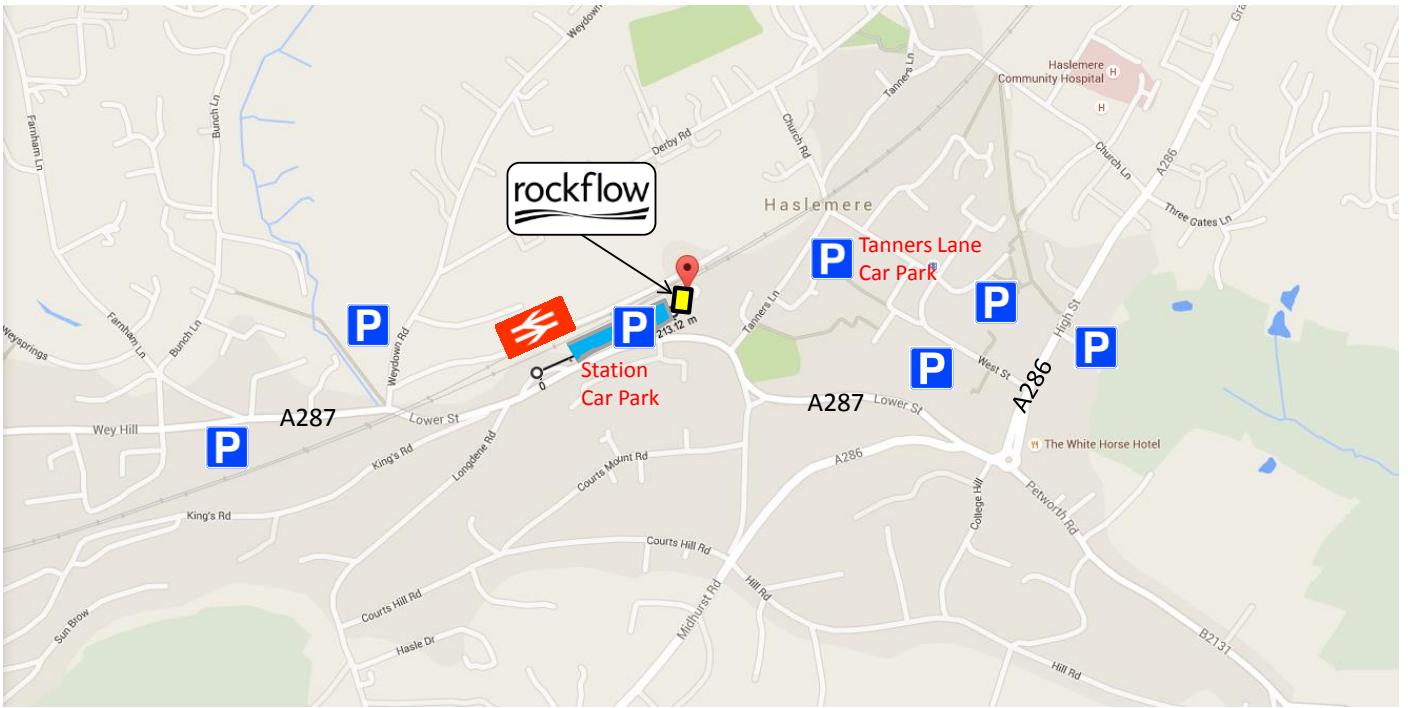 Weydown
Gra
Haslemere
Community Hospital
H
H
Tanners Ln
Bunch Ln
Farnham Ln
Church Rd
Derby Rd
Church Ln
A286
rockflow
Haslemere
Three Gates Ln
P
Tanners Lane
Car Park
P
P
P
213.12 m
Tanners Ln
High St
P
Farnham Ln
Bunch Ln
Weydown Rd
Weysprings
Station
Car Park
0
P
West St
A286
A287
Lower St
A287
Lower St
Wey Hill
P
King's Rd
Longdene Rd
Courts Mount Rd
A286
The White Horse Hotel
College Hill
Petworth Rd
King's Rd
Courts Hill Rd
Hill Rd
Courts Hill Rd
Midhurst Rd
Sun Brow
Hasle Dr
B2131
Hill Rd